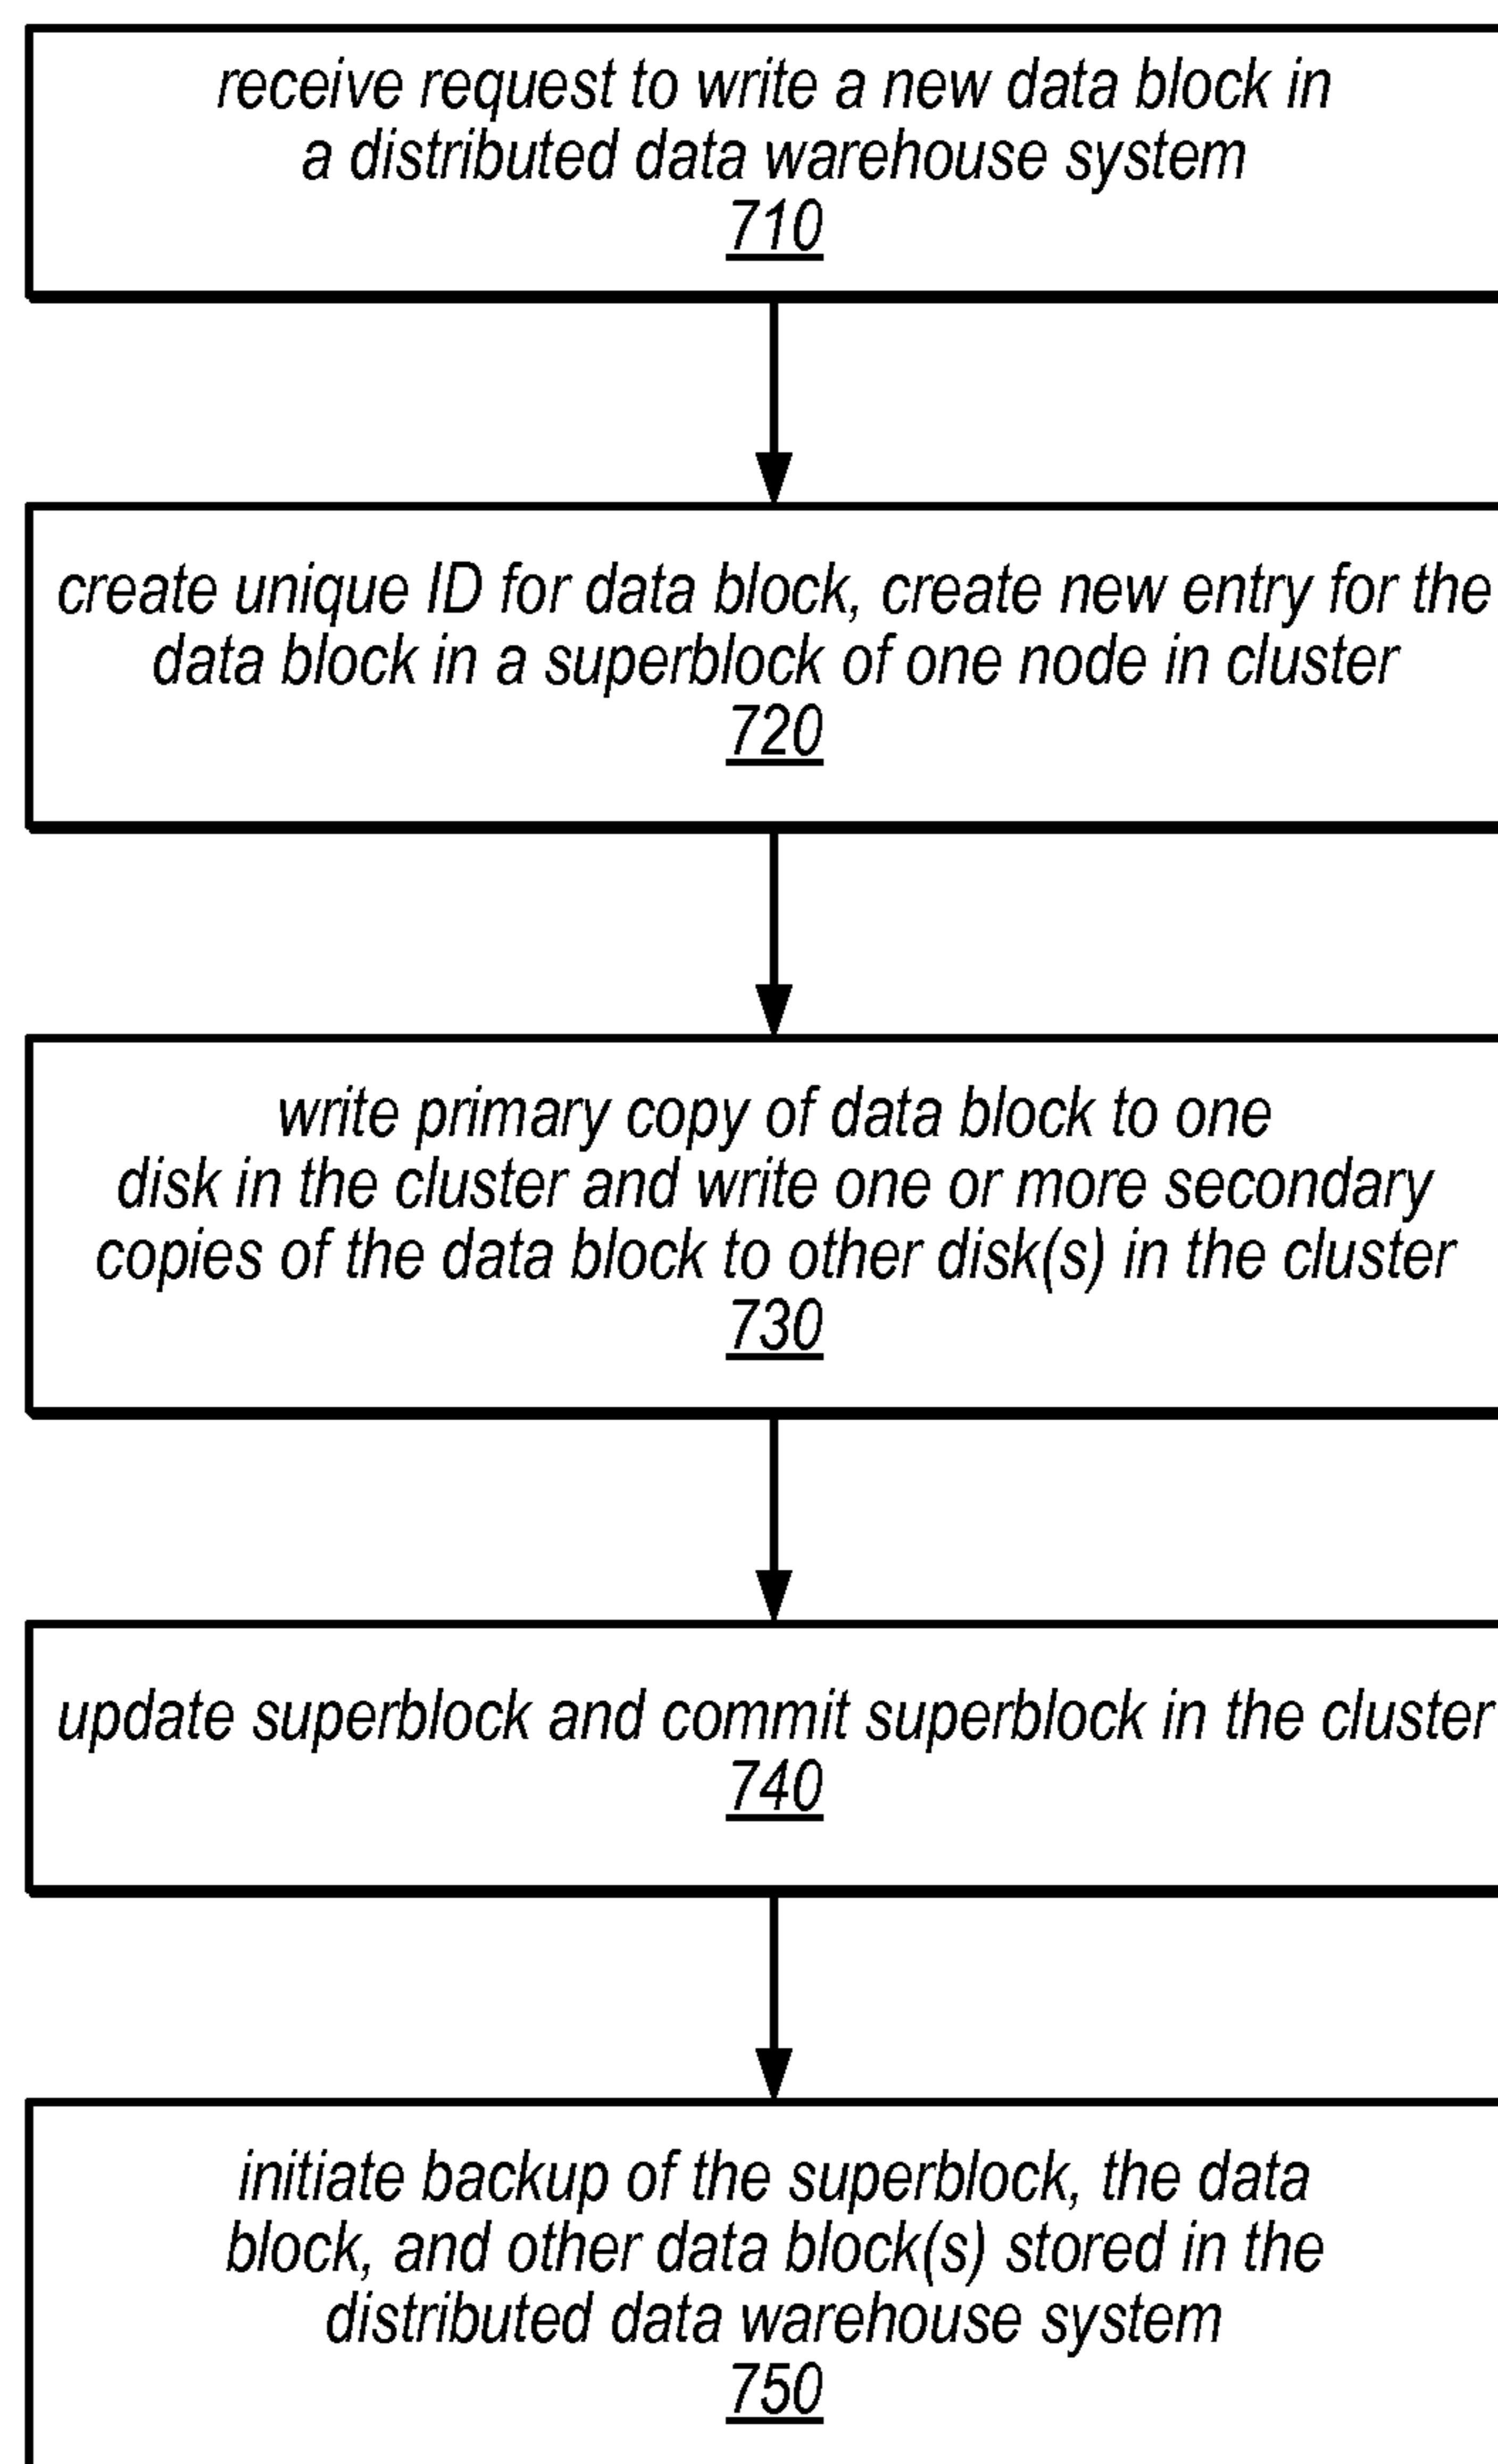 receive request to write a new data block in
a distributed data warehouse system
710
create unique ID for data block, create new entry for the
data block in a superblock of one node in cluster
720
write primary copy of data block to one
disk in the cluster and write one or more secondary
copies of the data block to other disk(s) in the cluster
730
update superblock and commit superblock in the cluster
740
initiate backup of the superblock, the data
block, and other data block(s) stored in the
distributed data warehouse system
750